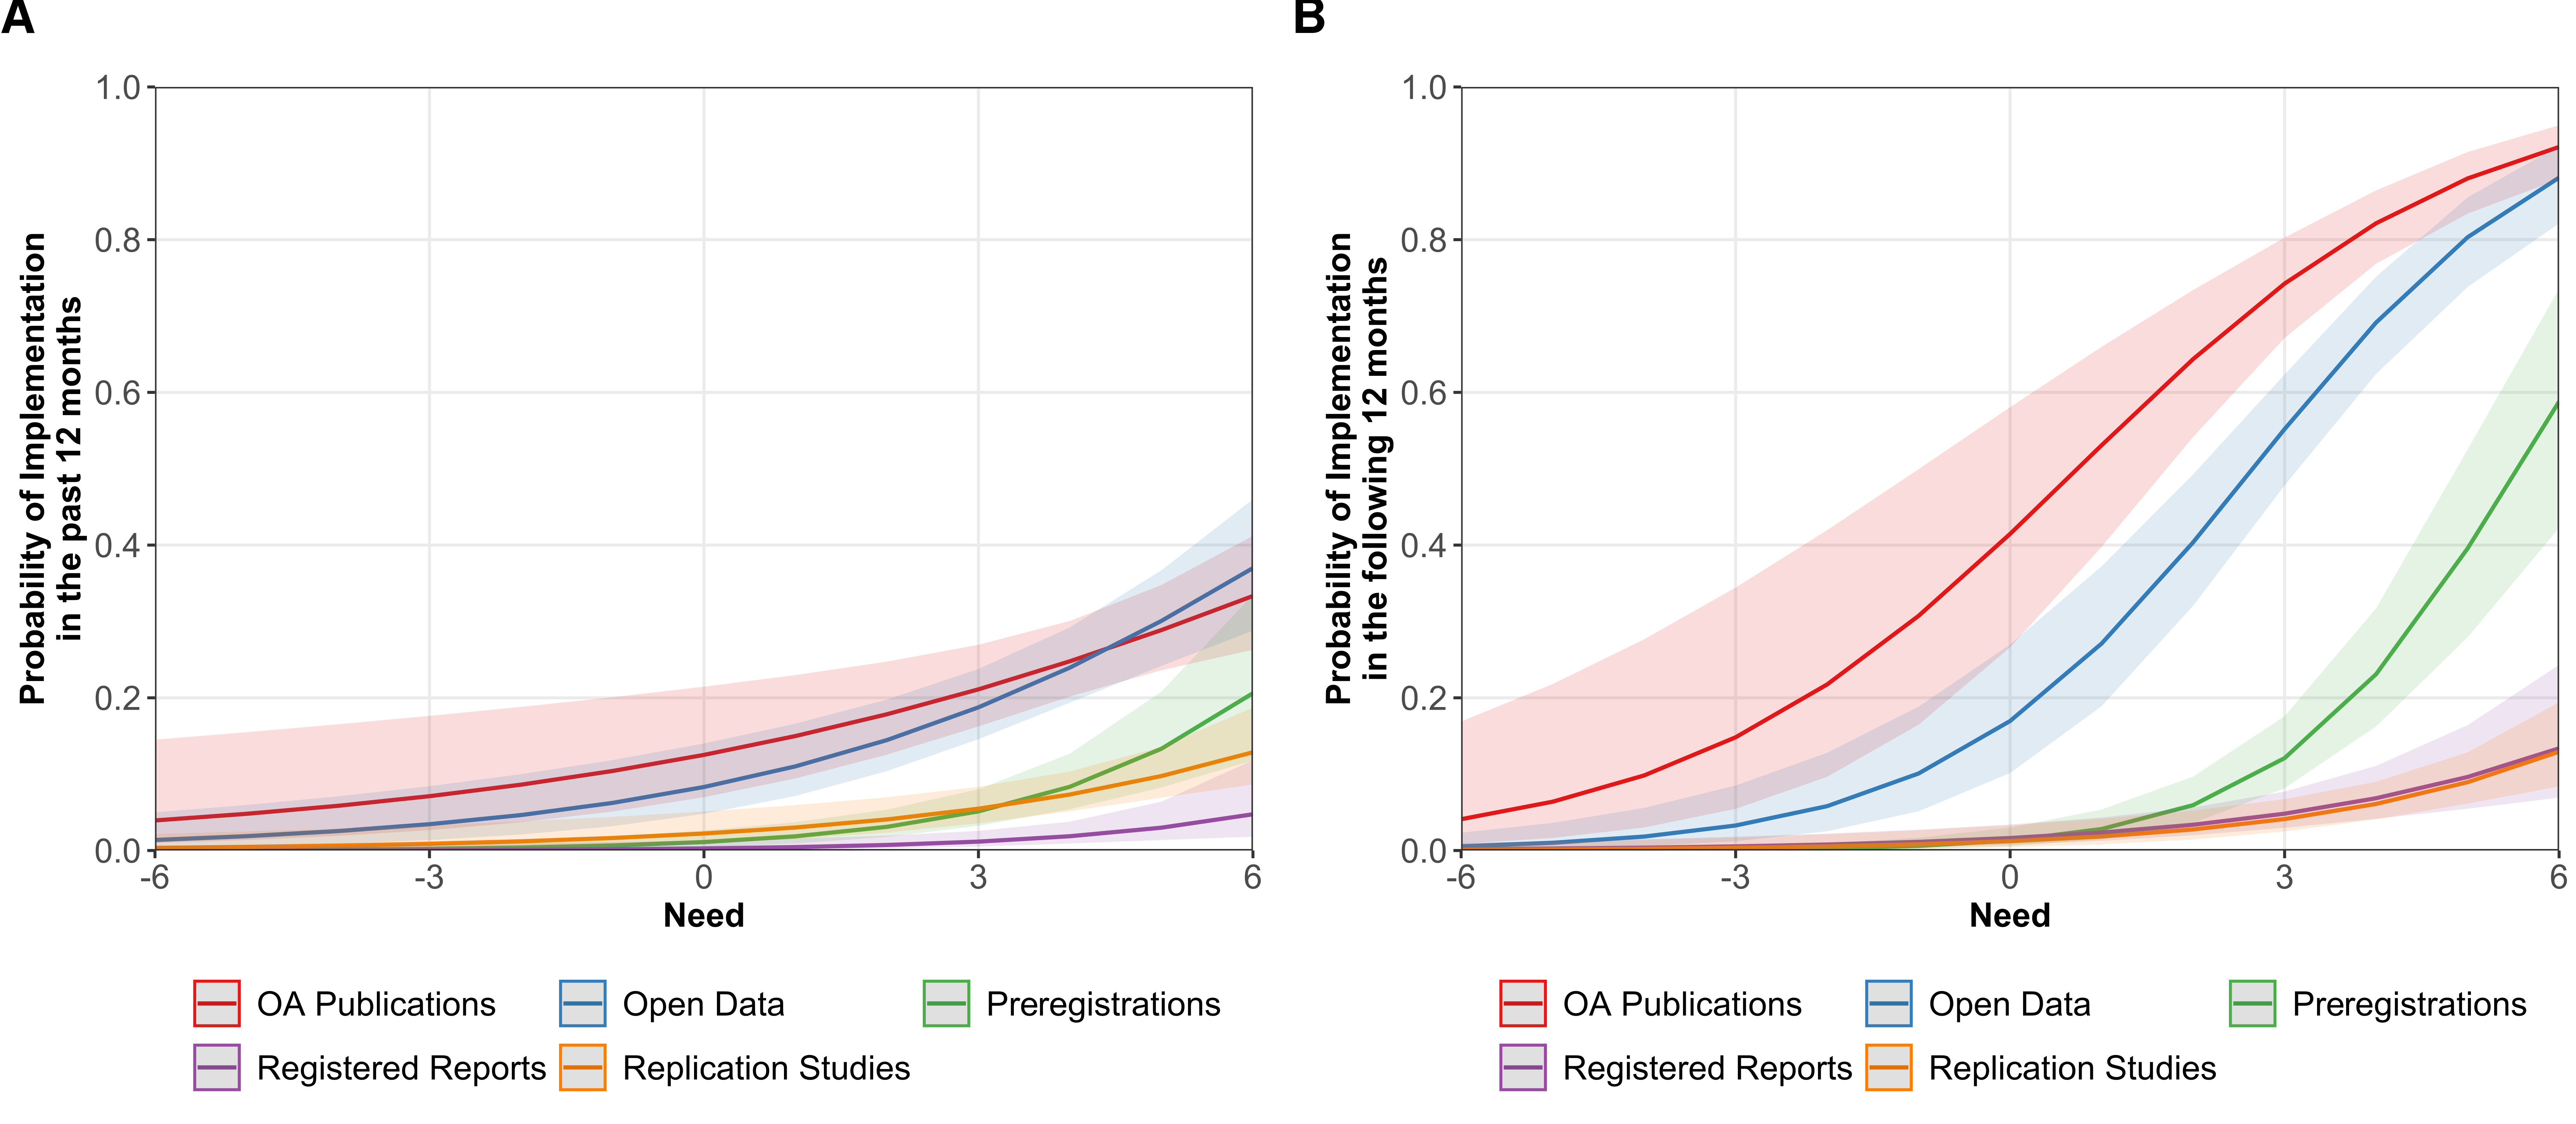 A
Probability of Implementation
in the past 12 months
1.0
0.8
0.6
0.4
0.2
0.0
-6 -3 0 3 6
Need
OA Publications Open Data Preregistrations
Registered Reports Replication Studies
B
Probability of Implementation
in the following 12 months
1.0
0.8
0.6
0.4
0.2
0.0
-6 -3 0 3 6
Need
OA Publications Open Data Preregistrations
Registered Reports Replication Studies